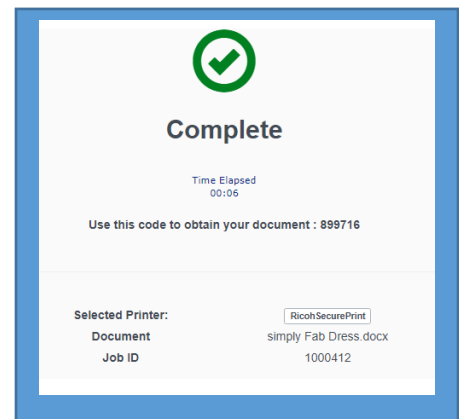 Complete
Time Elapsed
00:06
Use this code to obtain your document : 899716
Selected Printer: RicohSecurePrint
Document simply Fab Dress.docx
Job ID 1000412